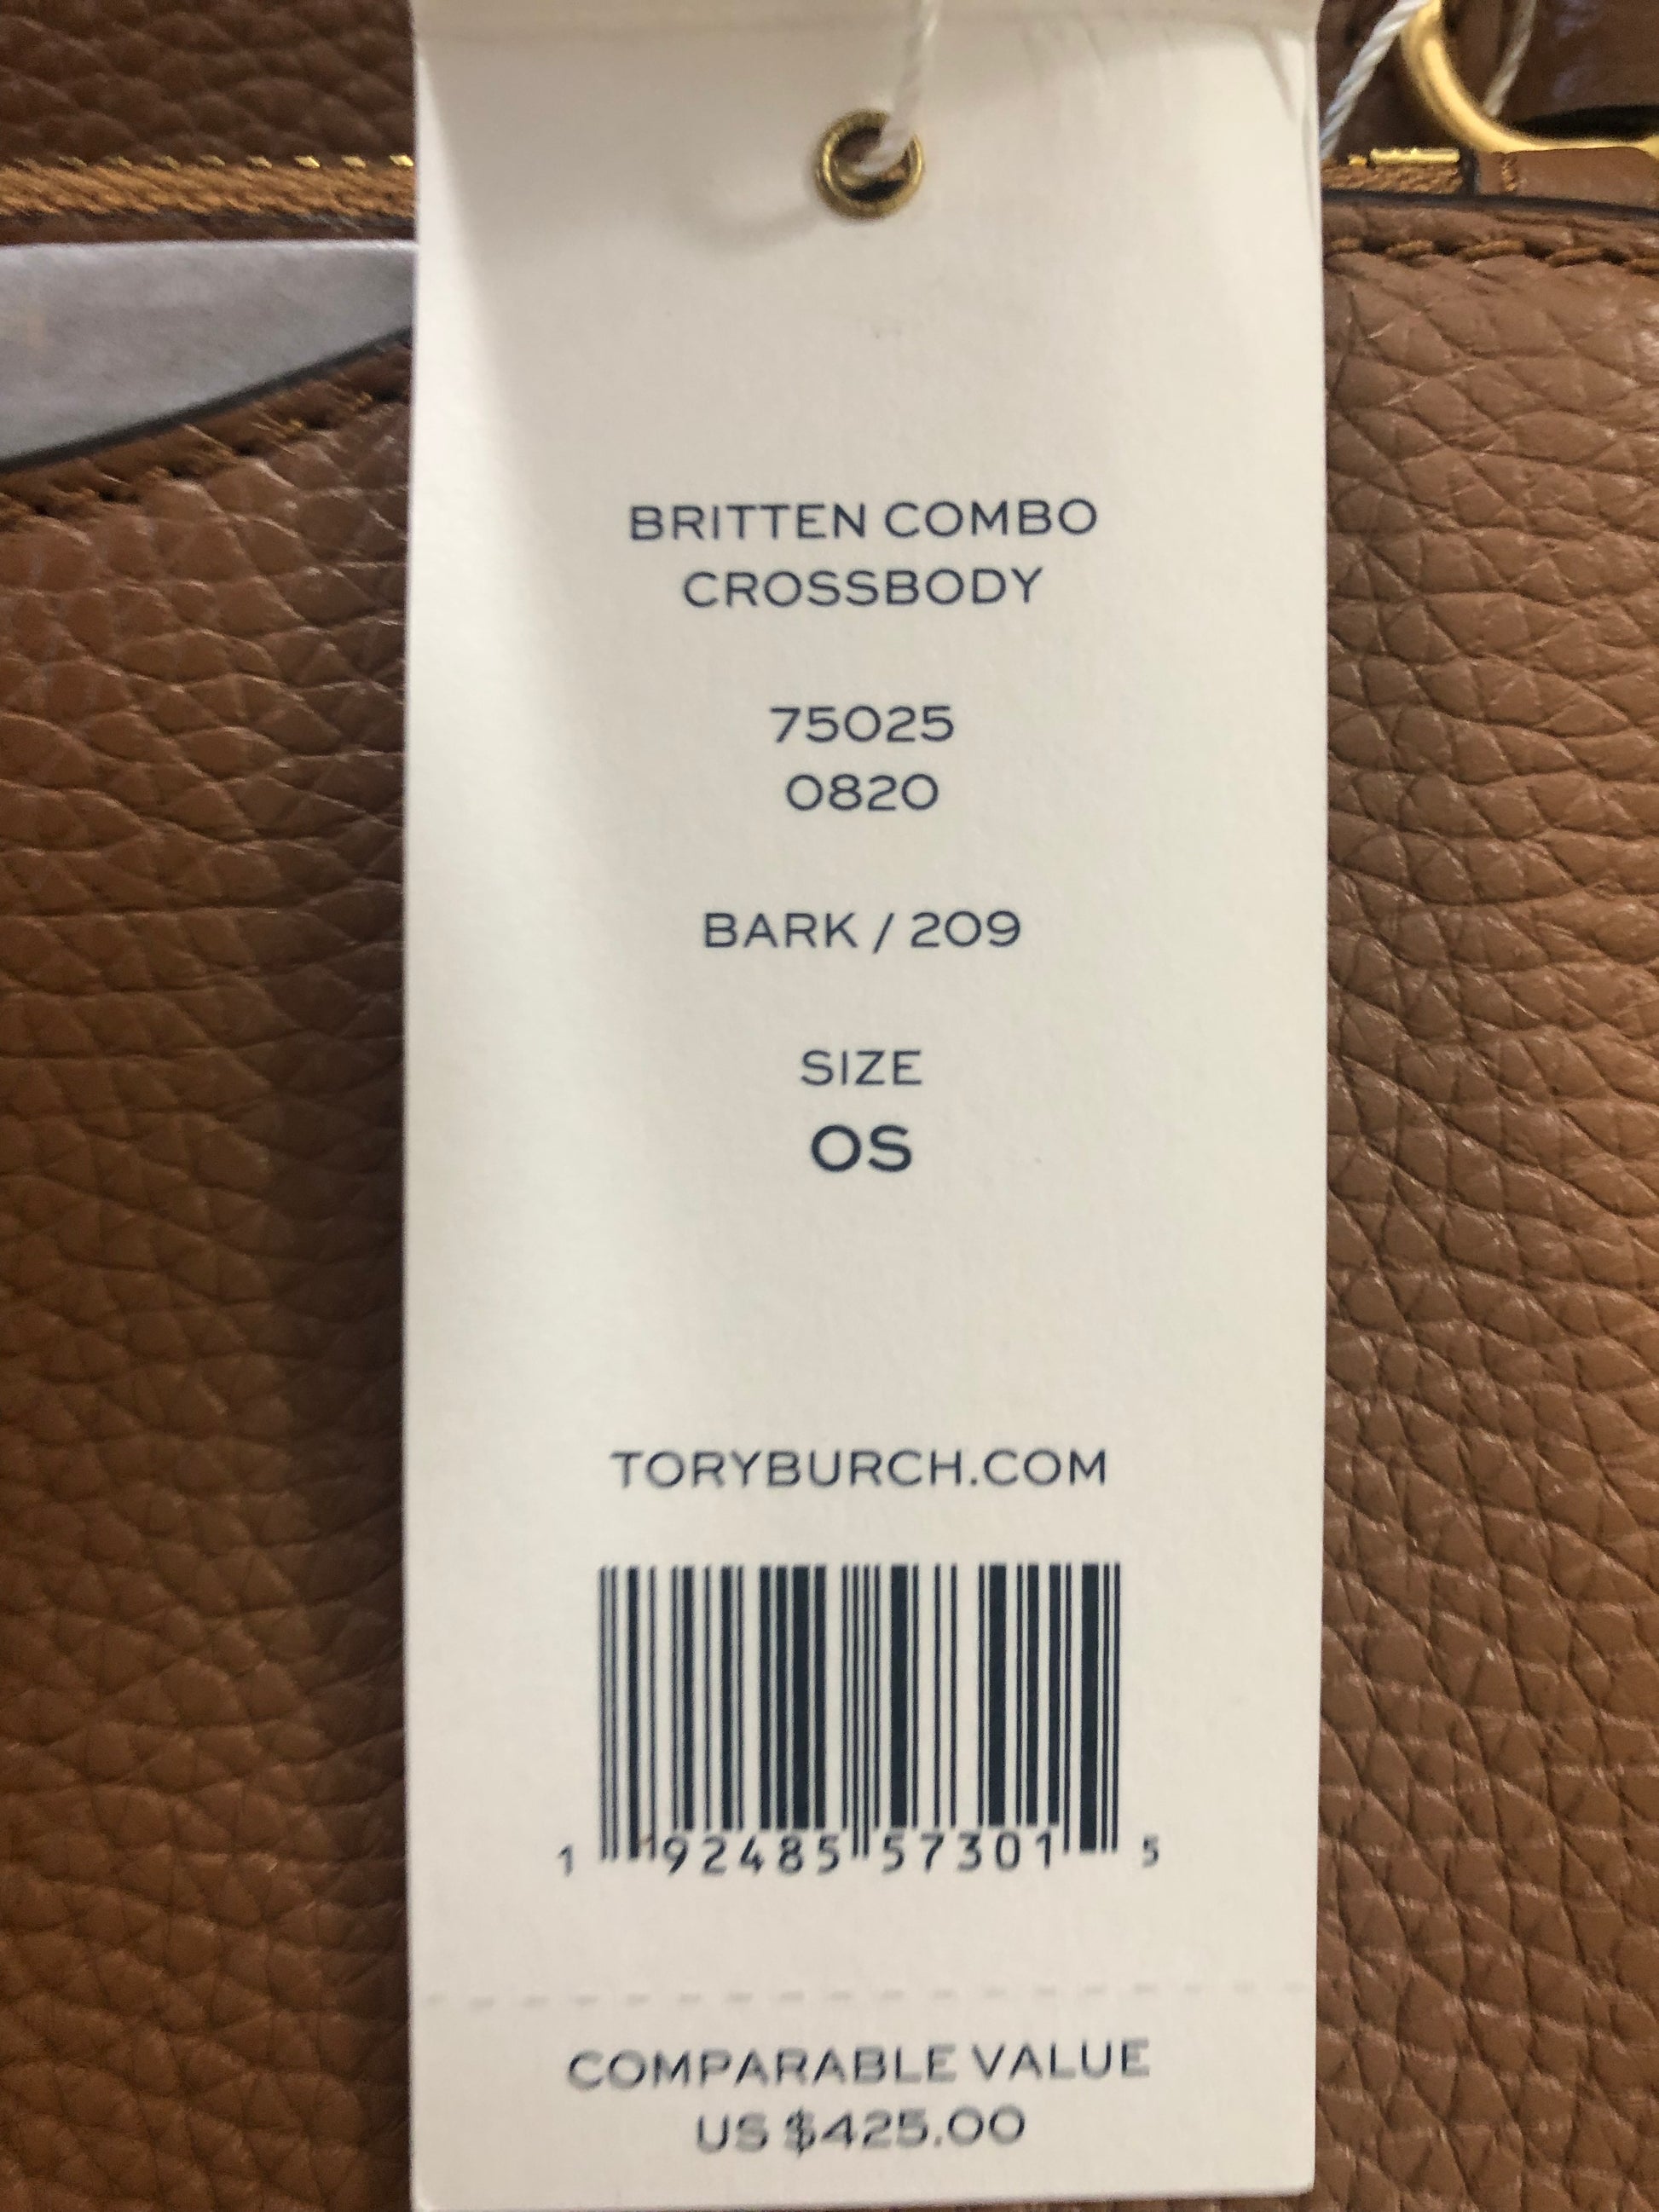 BRITTEN COMBO
CROSSBODY
75025
0820
BARK / 209
SIZE
OS
TORYBURCH.COM
1 92485 57301 5
COMPARABLE VALUE
US $425.00